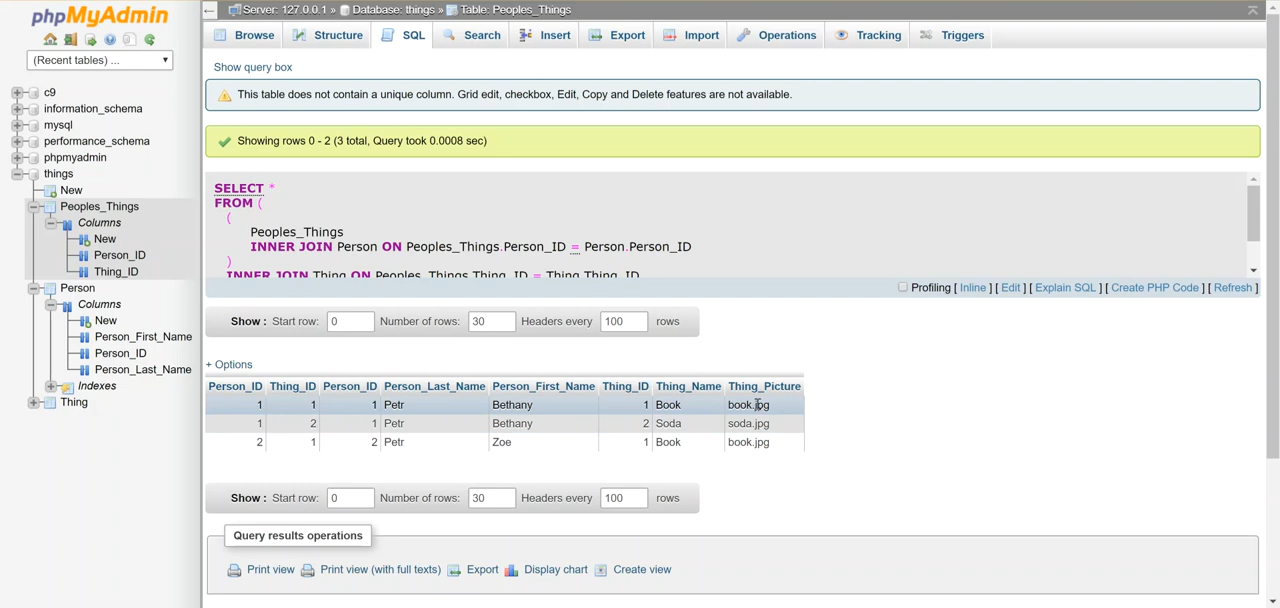 phpMyAdmin
(Recent tables) ...
c9
information_schema
mysql
performance_schema
phpmyadmin
things
New
Peoples_Things
Columns
New
Person_ID
Thing_ID
Person
Columns
New
Person_First_Name
Person_ID
Person_Last_Name
Indexes
Thing
Server: 127.0.0.1 » Database: things » Table: Peoples_Things
Browse Structure SQL Search Insert Export Import Operations Tracking Triggers
Show query box
This table does not contain a unique column. Grid edit, checkbox, Edit, Copy and Delete features are not available.
Showing rows 0 - 2 (3 total, Query took 0.0008 sec)
SELECT *
FROM (
(
Peoples_Things
INNER JOIN Person ON Peoples_Things.Person_ID = Person.Person_ID
)
INNER JOIN Thing ON Peoples_Things.Thing_ID = Thing.Thing_ID
Profiling [ Inline ] [ Edit ] [ Explain SQL ] [ Create PHP Code ] [ Refresh ]
Show : Start row: 0 Number of rows: 30 Headers every 100 rows
+ Options
Person_ID Thing_ID Person_ID Person_Last_Name Person_First_Name Thing_ID Thing_Name Thing_Picture
1 1 1 Petr Bethany 1 Book book.jpg
1 2 1 Petr Bethany 2 Soda soda.jpg
2 1 2 Petr Zoe 1 Book book.jpg
Show : Start row: 0 Number of rows: 30 Headers every 100 rows
Query results operations
Print view Print view (with full texts) Export Display chart Create view